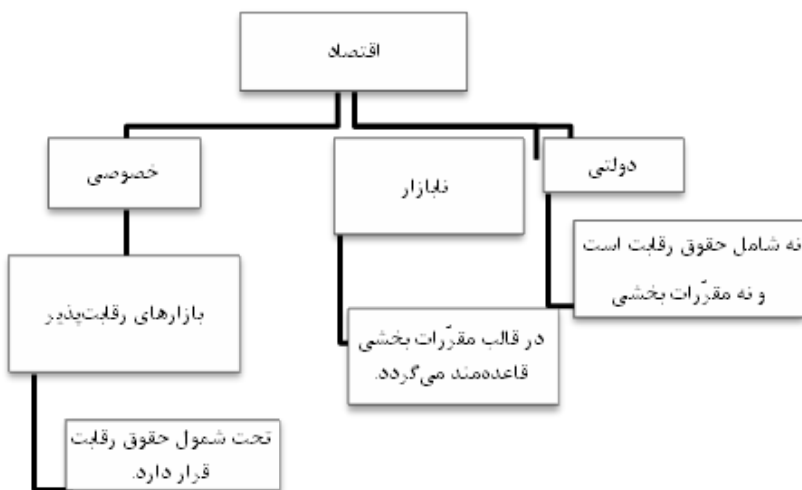 اقتصاد
دولتی
نابازار
خصوصی
نه شامل حقوق رقابت است
و نه مقرّرات بخشی
بازارهای رقابت‌پذیر
در قالب مقرّرات بخشی
قاعده‌مند می‌گردد.
تحت شمول حقوق رقابت
قرار دارد.